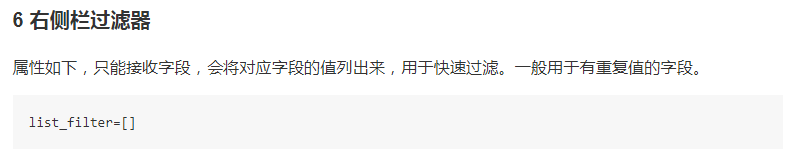 6 右侧栏过滤器
属性如下，只能接收字段，会将对应字段的值列出来，用于快速过滤。一般用于有重复值的字段。
list_filter=[]